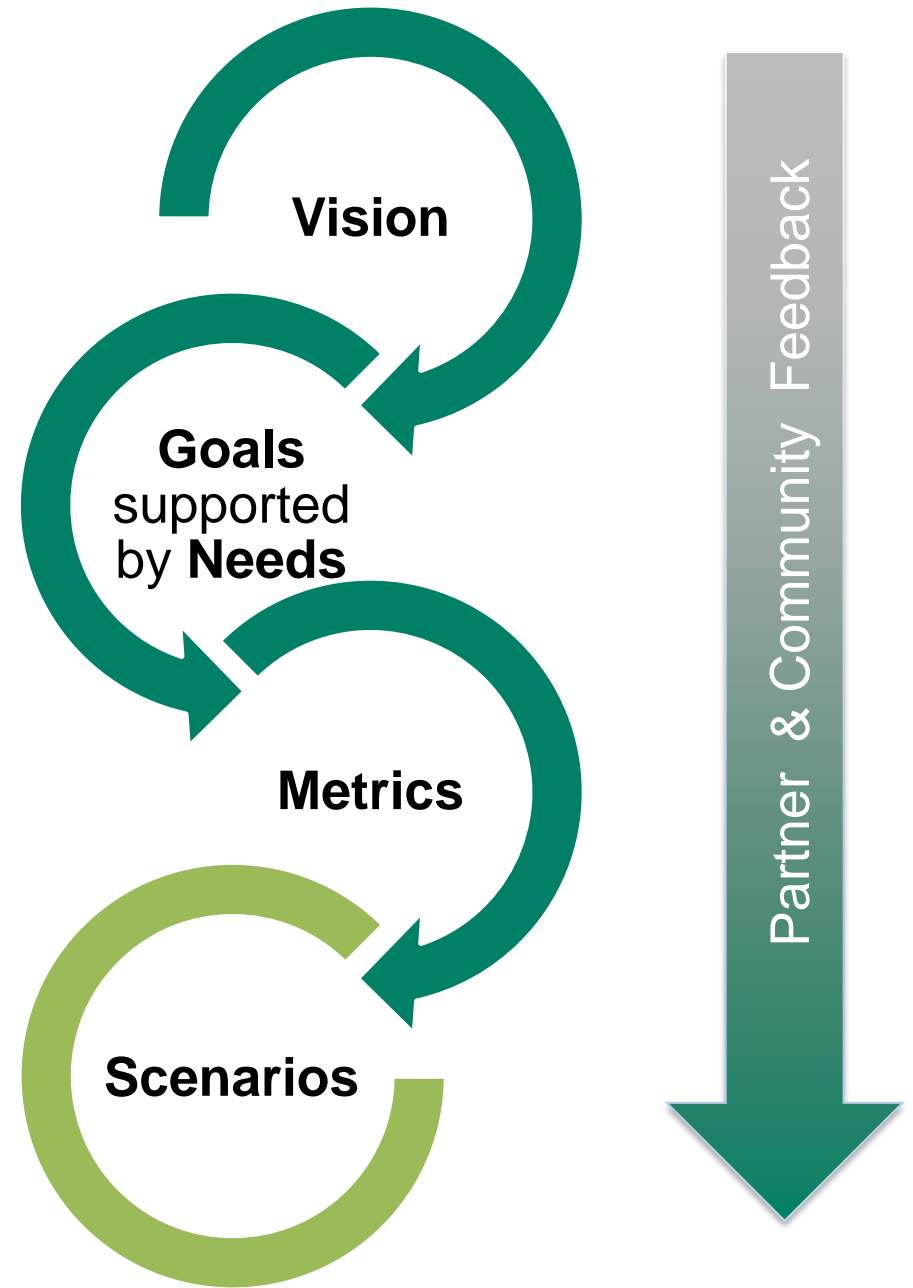 Vision
Goals
supported
by Needs
Metrics
Scenarios
Partner & Community Feedback